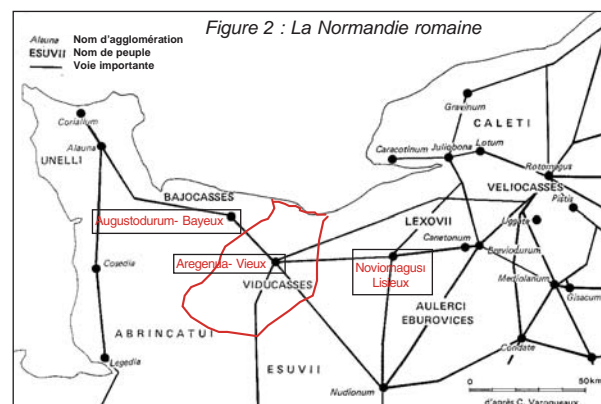 Figure 2 : La Normandie romaine
Alauna Nom d'agglomération
ESUVII Nom de peuple
Voie importante
Coriallum
Alauna
UNELLI
Cosedia
Legedia
ABRINCATUI
BAJOCASSES
Augustodurum- Bayeux
Aregenua- Vieux
VIDUCASSES
ESUVII
Nudionum
Noviomagus
Lisieux
LEXOVII
Canetonum
Breviodurum
AULERCI
EBUROVICES
Gravinum
CALETI
Caracotinum
Juliobona
Lotum
Rotomagus
VELIOCASSES
Uggate
Pistis
Mediolanum
Gisacum
Condate
0
50km
d'après C. Varoqueaux